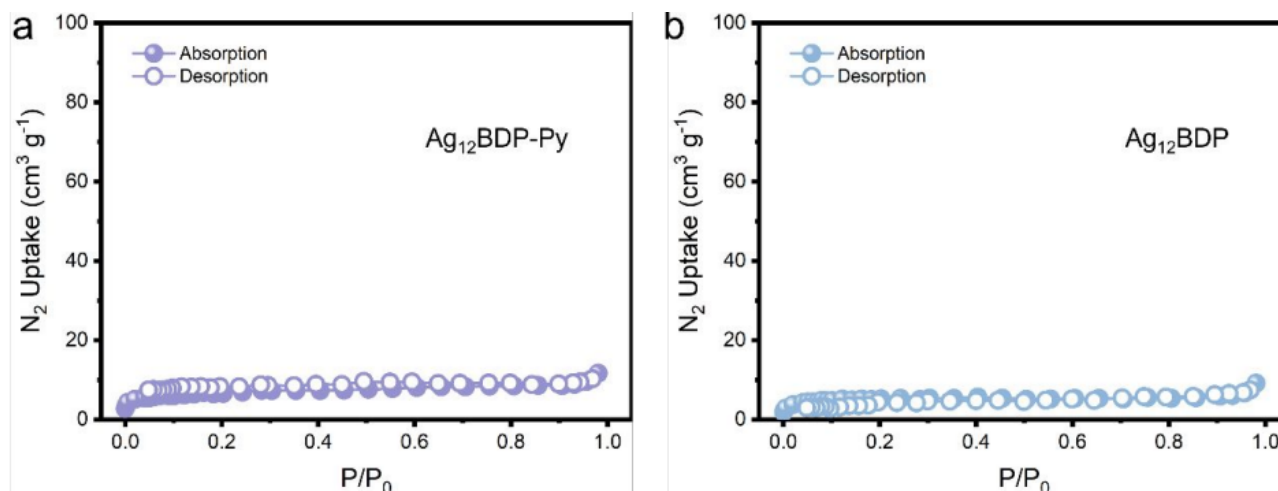 a
100
80
60
40
20
0
N₂ Uptake (cm³ g⁻¹)
Absorption
Desorption
Ag₁₂BDP-Py
0.0 0.2 0.4 0.6 0.8 1.0
P/P₀
b
100
80
60
40
20
0
N₂ Uptake (cm³ g⁻¹)
Absorption
Desorption
Ag₁₂BDP
0.0 0.2 0.4 0.6 0.8 1.0
P/P₀